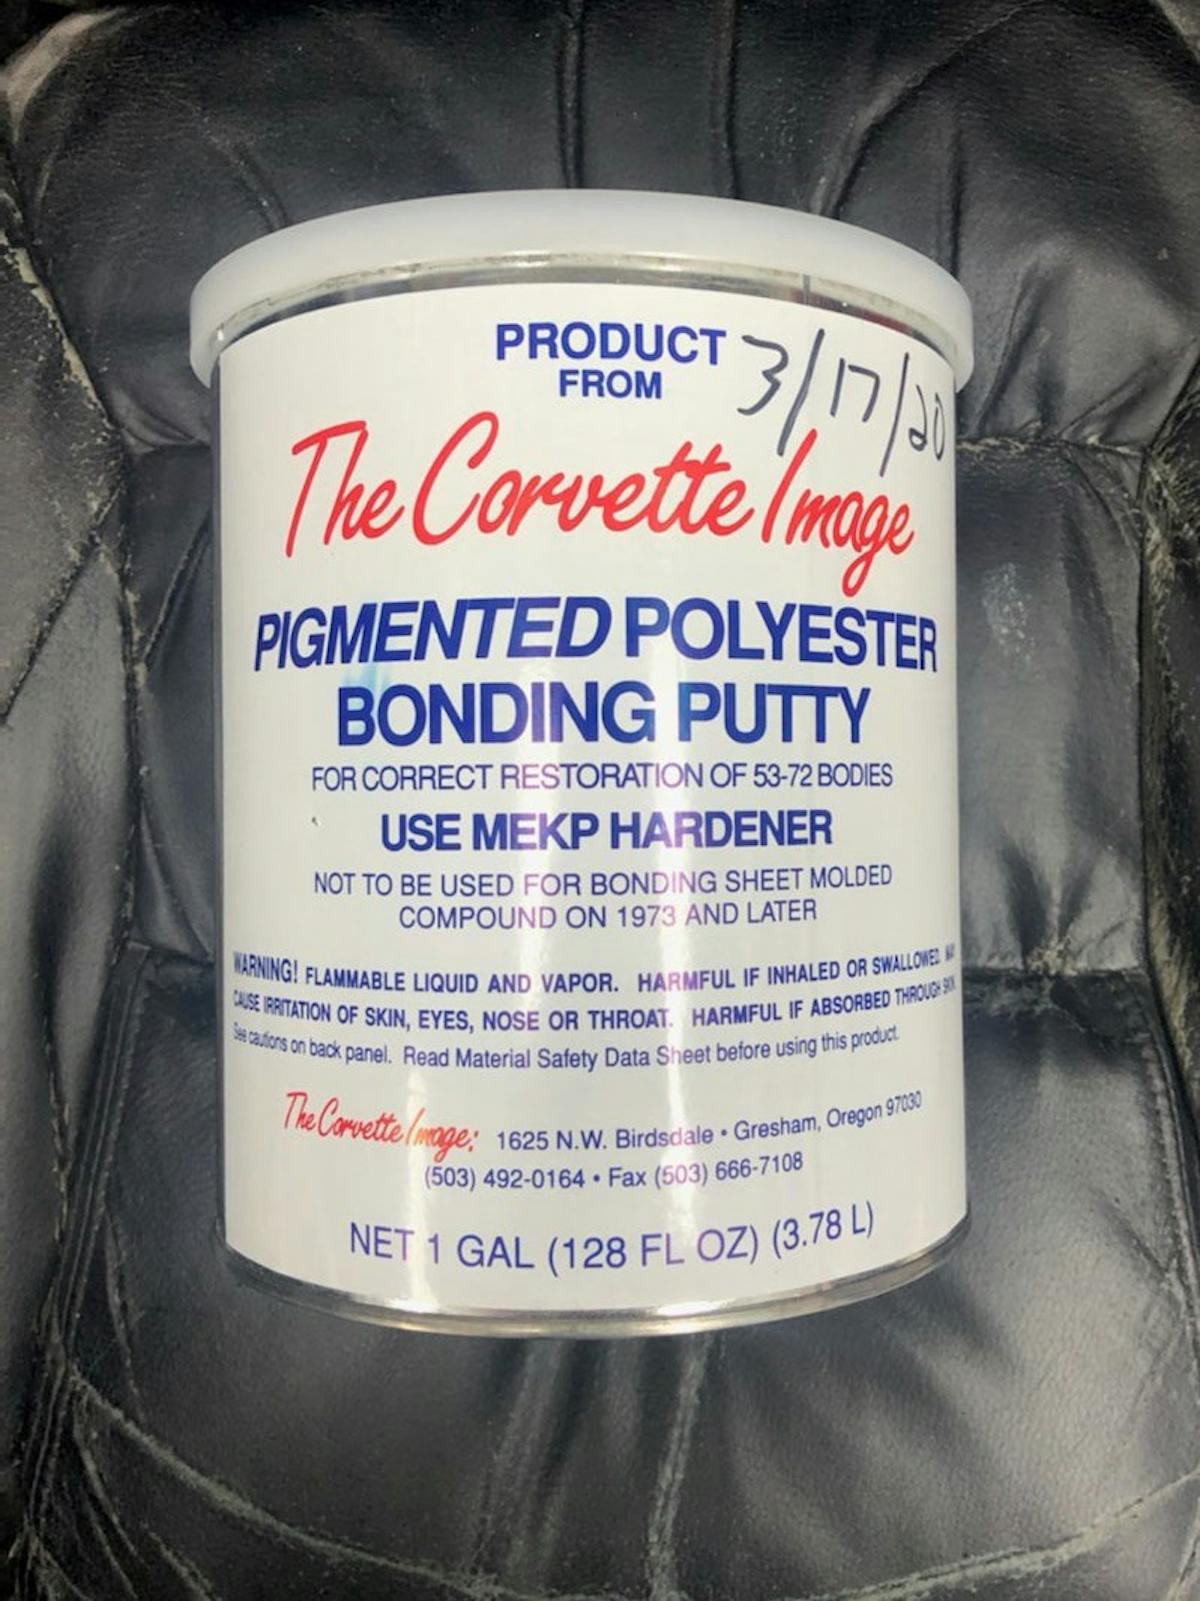 PRODUCT
FROM
3/17/20
The Corvette Image
PIGMENTED POLYESTER
BONDING PUTTY
FOR CORRECT RESTORATION OF 53-72 BODIES
USE MEKP HARDENER
NOT TO BE USED FOR BONDING SHEET MOLDED
COMPOUND ON 1973 AND LATER
WARNING! FLAMMABLE LIQUID AND VAPOR. HARMFUL IF INHALED OR SWALLOWED. MAY
CAUSE IRRITATION OF SKIN, EYES, NOSE OR THROAT. HARMFUL IF ABSORBED THROUGH SKIN.
See cautions on back panel. Read Material Safety Data Sheet before using this product.
The Corvette Image: 1625 N.W. Birdsdale • Gresham, Oregon 97030
(503) 492-0164 • Fax (503) 666-7108
NET 1 GAL (128 FL OZ) (3.78 L)